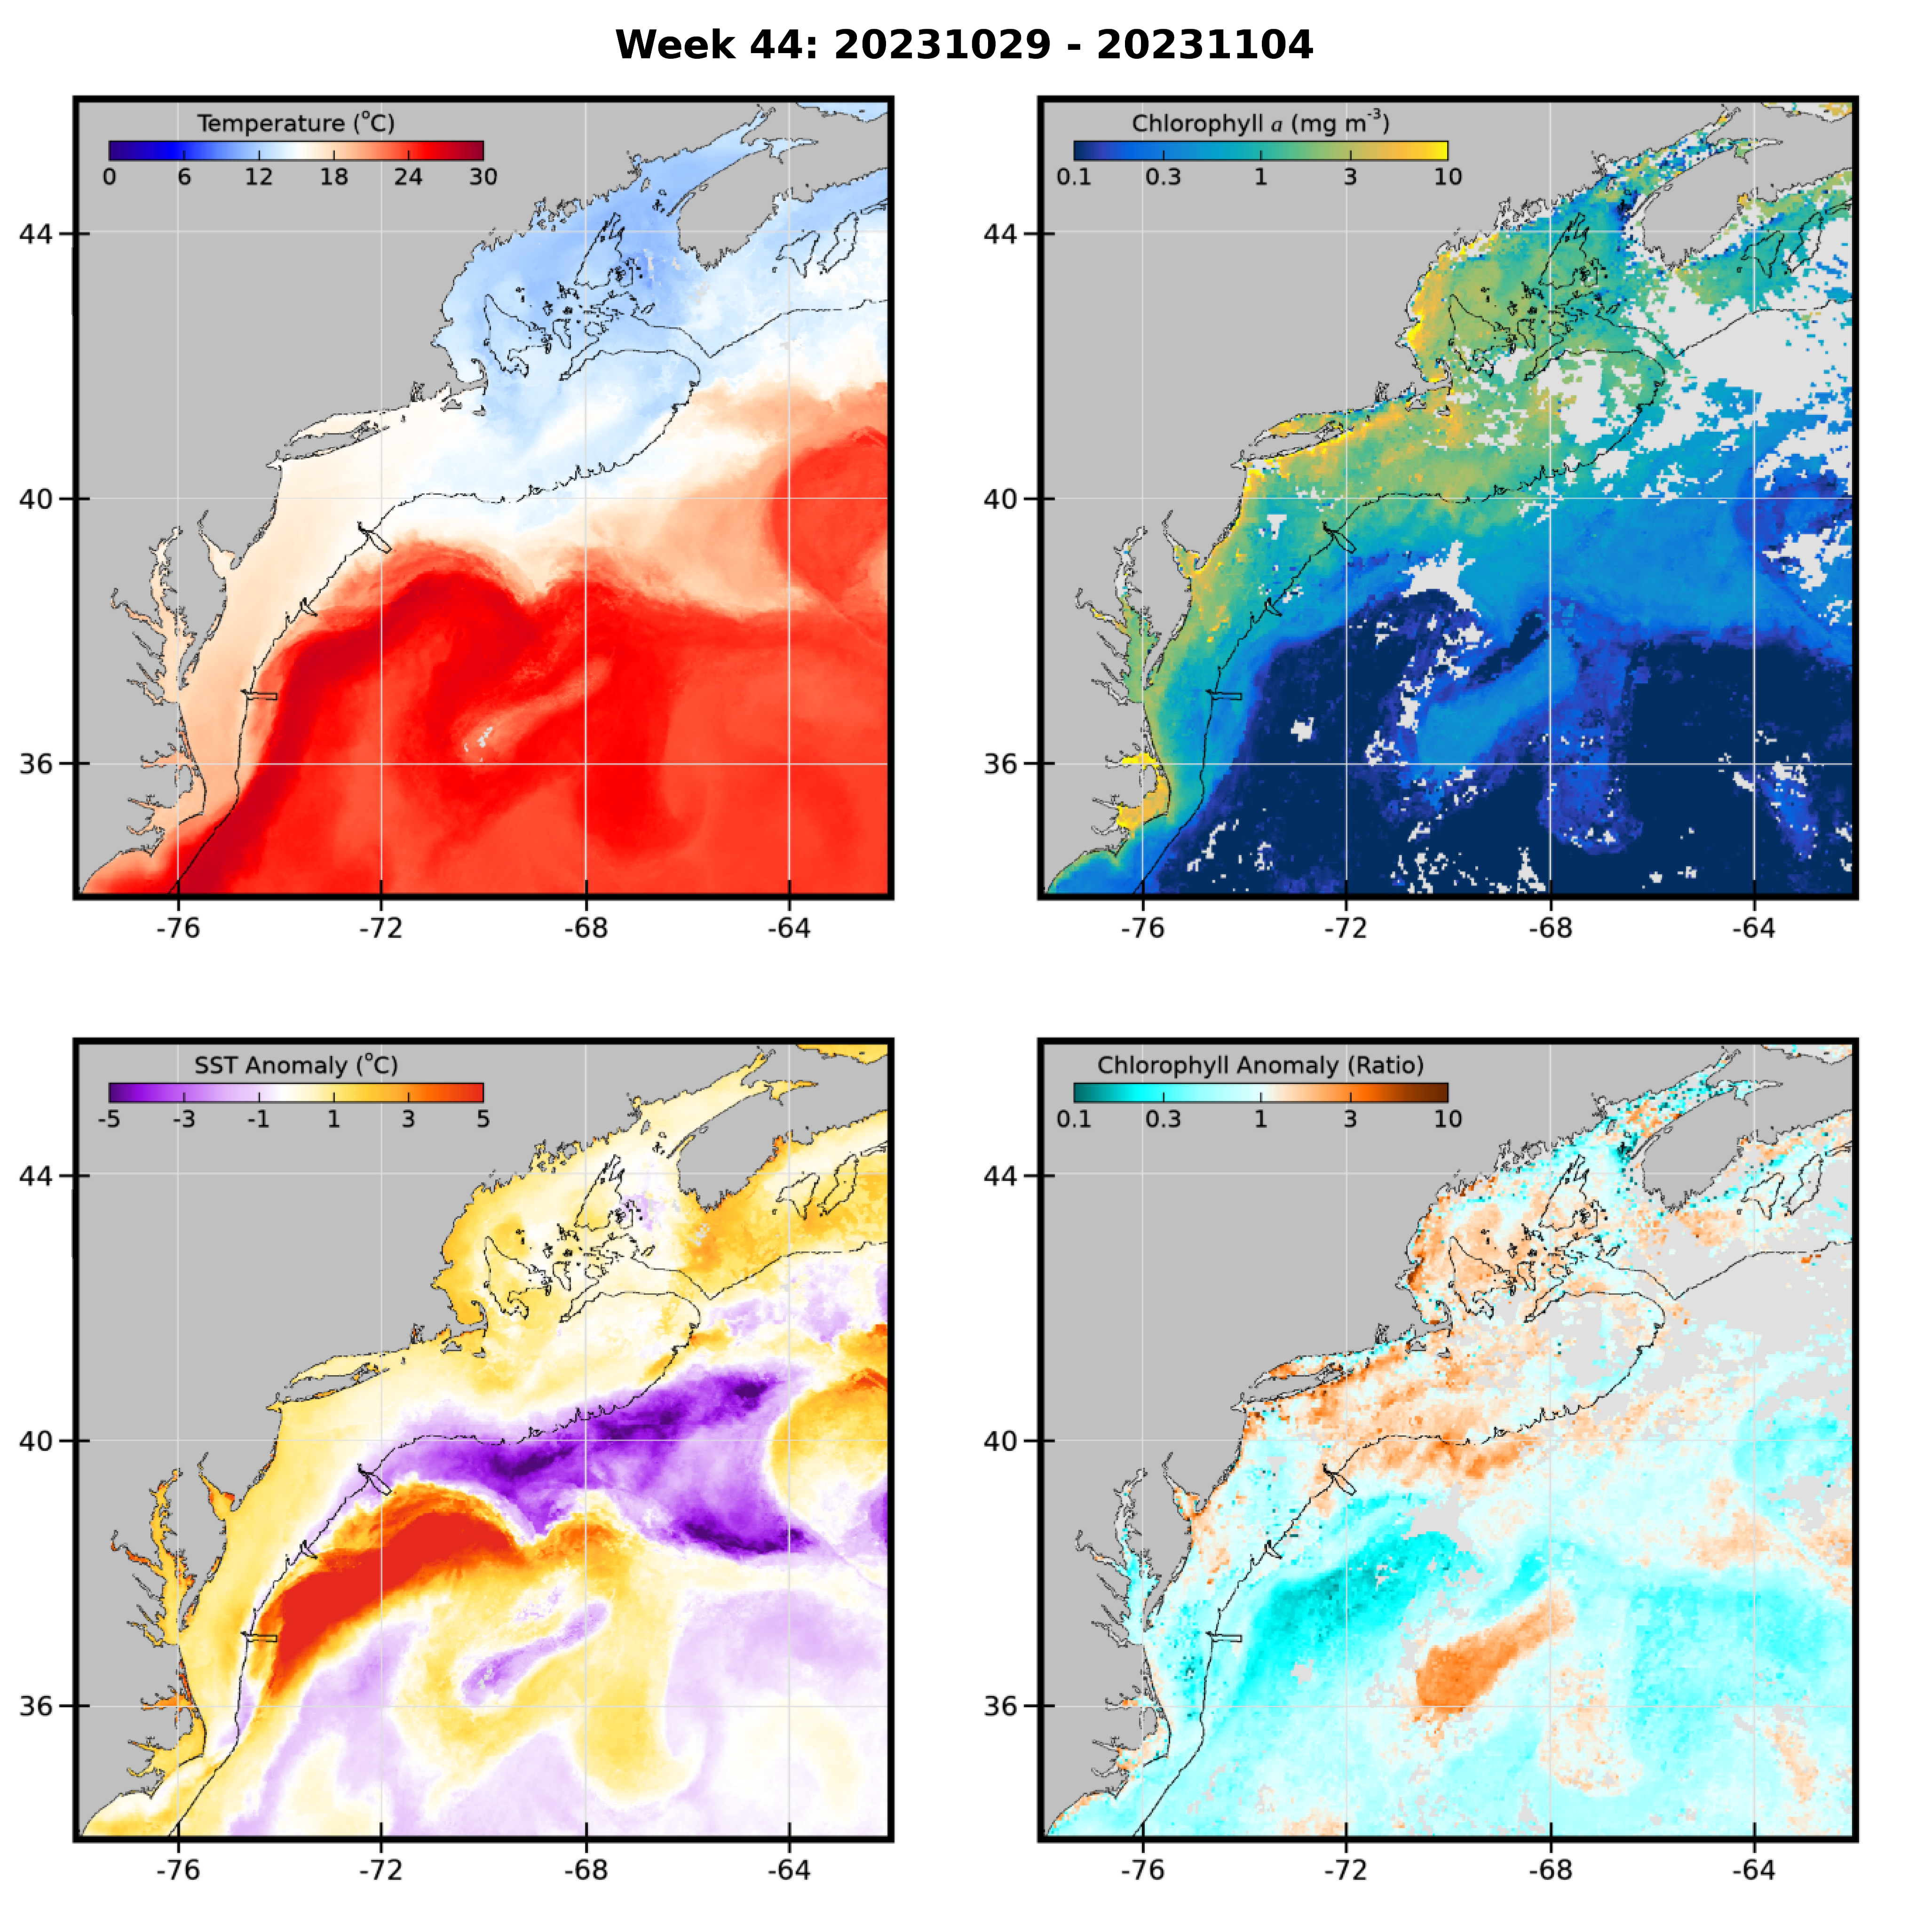 Week 44: 20231029 - 20231104
Temperature (°C)
0 6 12 18 24 30
44
40
36
-76 -72 -68 -64
Chlorophyll a (mg m⁻³)
0.1 0.3 1 3 10
44
40
36
-76 -72 -68 -64
SST Anomaly (°C)
-5 -3 -1 1 3 5
44
40
36
-76 -72 -68 -64
Chlorophyll Anomaly (Ratio)
0.1 0.3 1 3 10
44
40
36
-76 -72 -68 -64